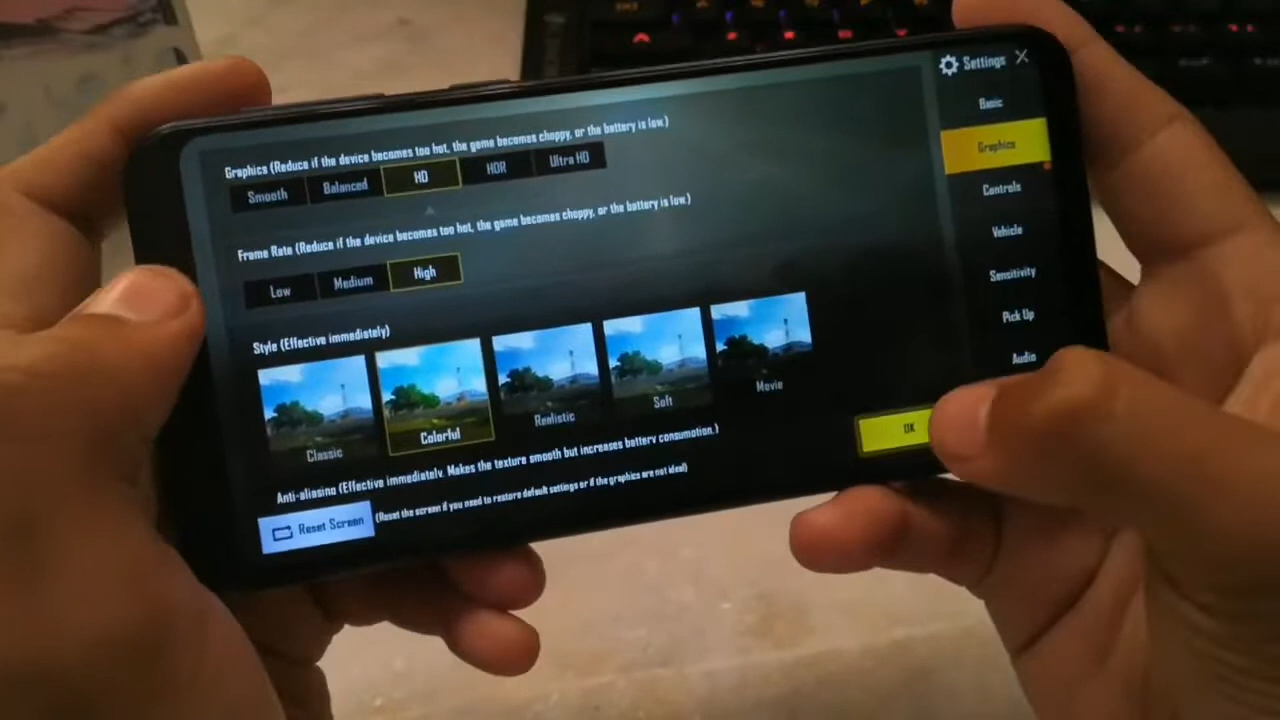 Settings
Basic
Graphics
Controls
Vehicle
Sensitivity
Pick Up
Audio
Graphics (Reduce if the device becomes too hot, the game becomes choppy, or the battery is low.)
Smooth Balanced HD HDR Ultra HD
Frame Rate (Reduce if the device becomes too hot, the game becomes choppy, or the battery is low.)
Low Medium High
Style (Effective immediately)
Classic Colorful Realistic Soft Movie
OK
Anti-aliasing (Effective immediately. Makes the texture smooth but increases battery consumption.)
Reset Screen (Reset the screen if you need to restore default settings or if the graphics are not ideal)